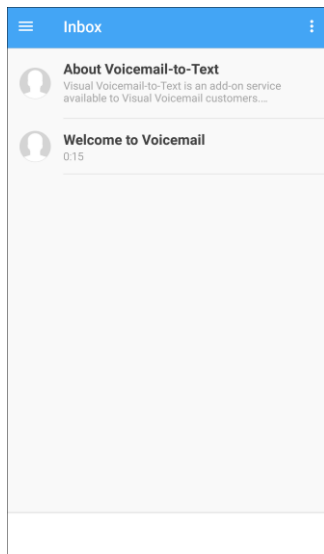 Inbox
About Voicemail-to-Text
Visual Voicemail-to-Text is an add-on service
available to Visual Voicemail customers....
Welcome to Voicemail
0:15